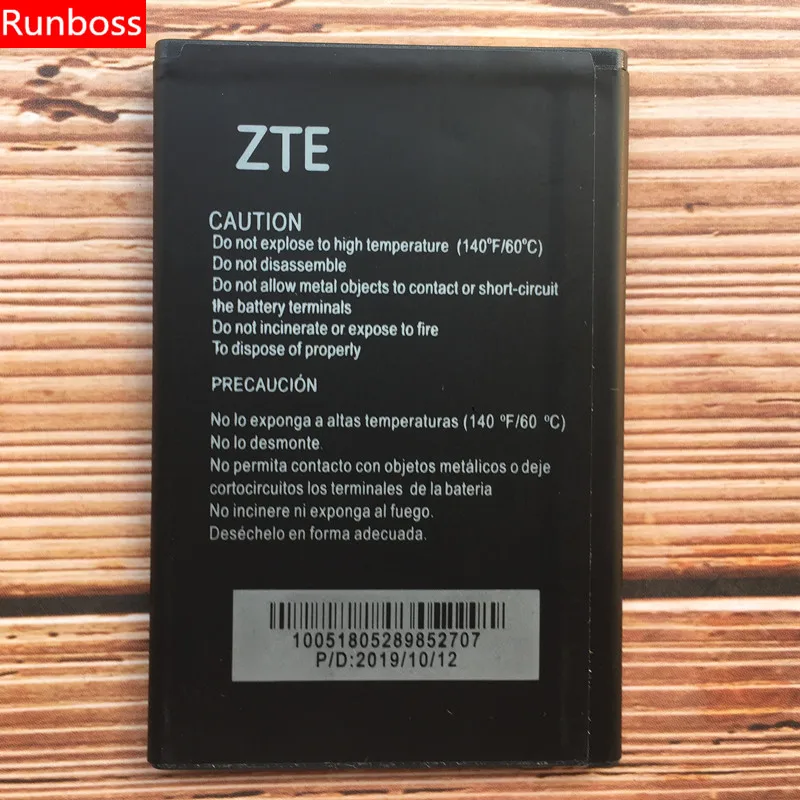 Runboss
ZTE
CAUTION
Do not explose to high temperature (140°F/60°C)
Do not disassemble
Do not allow metal objects to contact or short-circuit
the battery terminals
Do not incinerate or expose to fire
To dispose of properly
PRECAUCIÓN
No lo exponga a altas temperaturas (140 ºF/60 ºC)
No lo desmonte.
No permita contacto con objetos metálicos o deje
cortocircuitos los terminales de la bateria
No incinere ni exponga al fuego.
Deséchelo en forma adecuada.
10051805289852707
P/D:2019/10/12